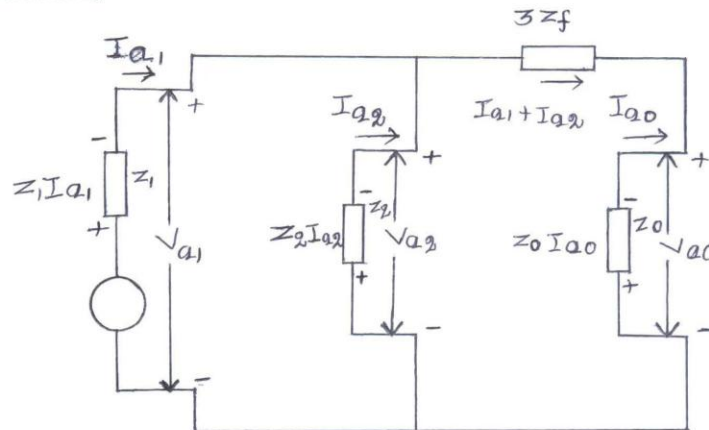 3Zf
Ia1
+
Ia2
Ia1+Ia2
Ia0
-
+
+
Z1Ia1
z1
-
z2
-
z0
+
Va1
Z2Ia2
Va2
z0Ia0
Va0
+
+
-
-
-